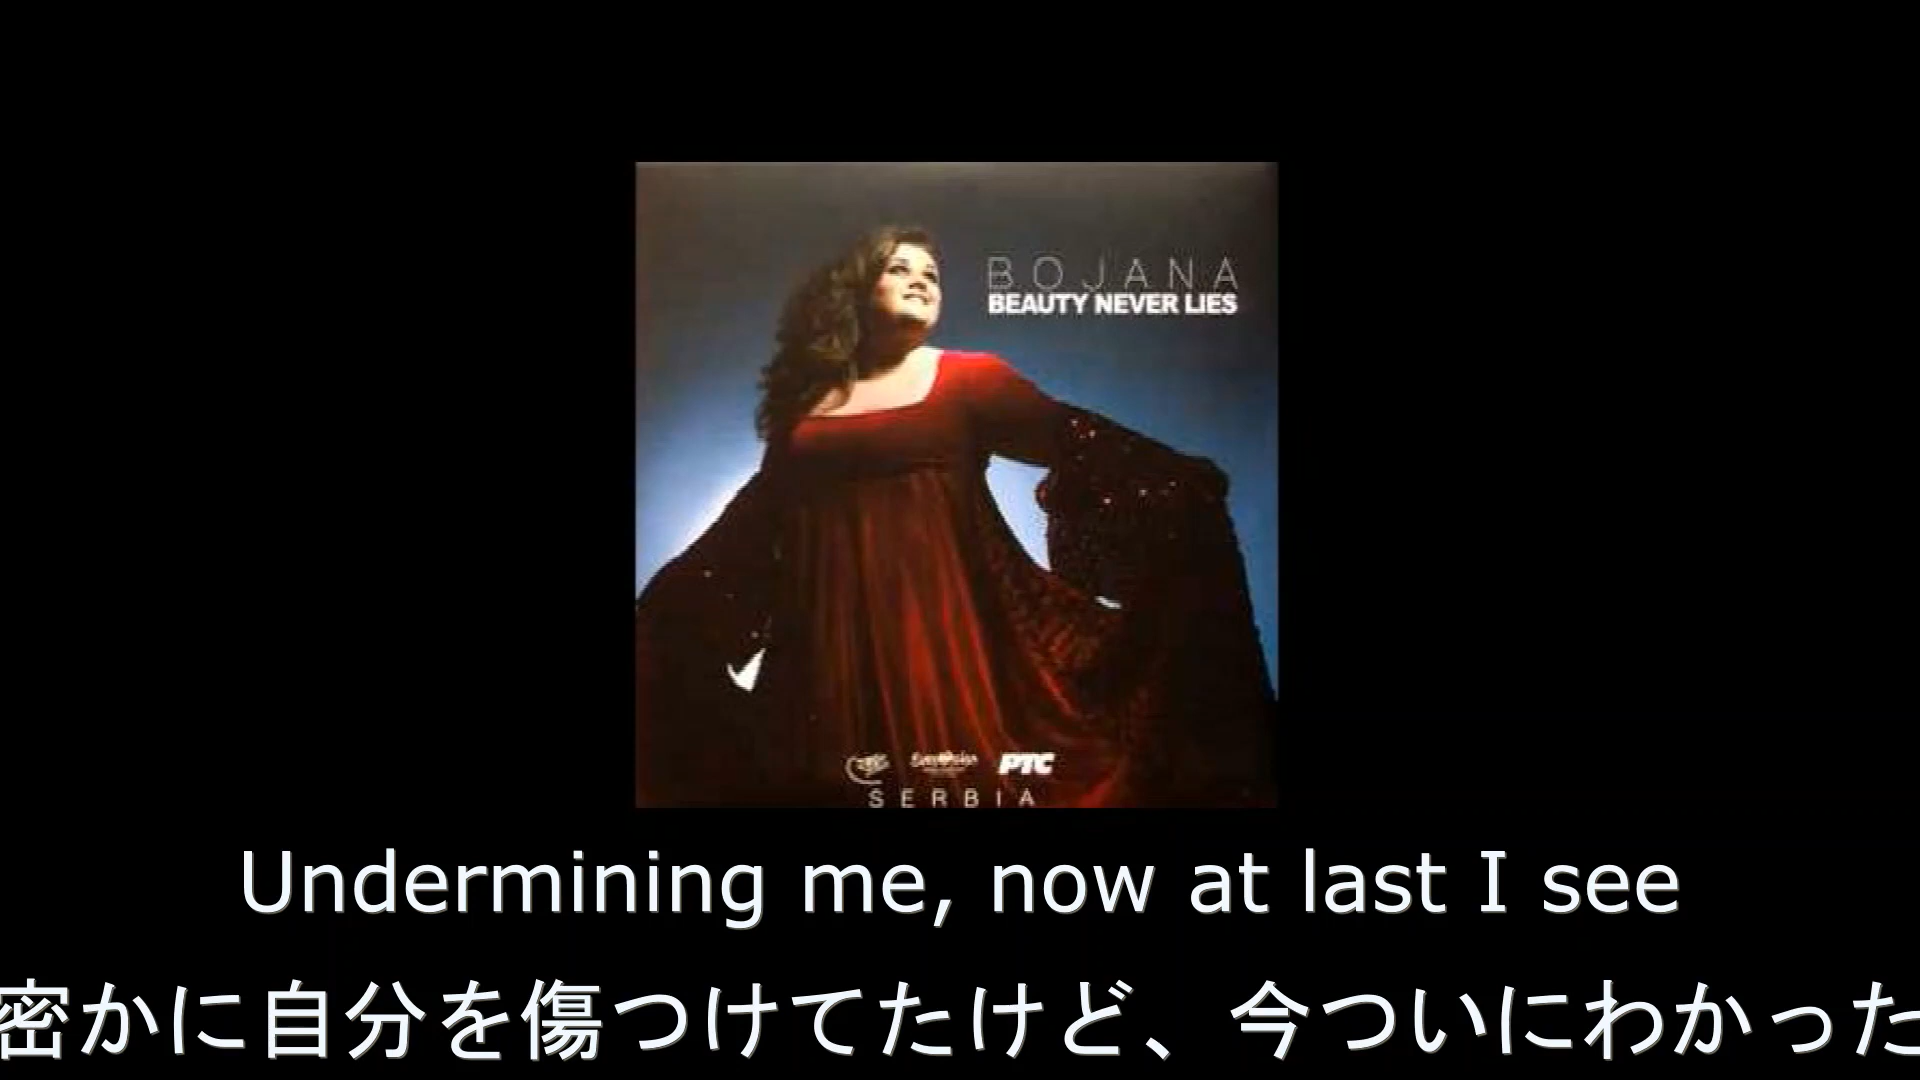 BOJANA
BEAUTY NEVER LIES
Eurovision
PTC
SERBIA
Undermining me, now at last I see
密かに自分を傷つけてたけど、今ついにわかった